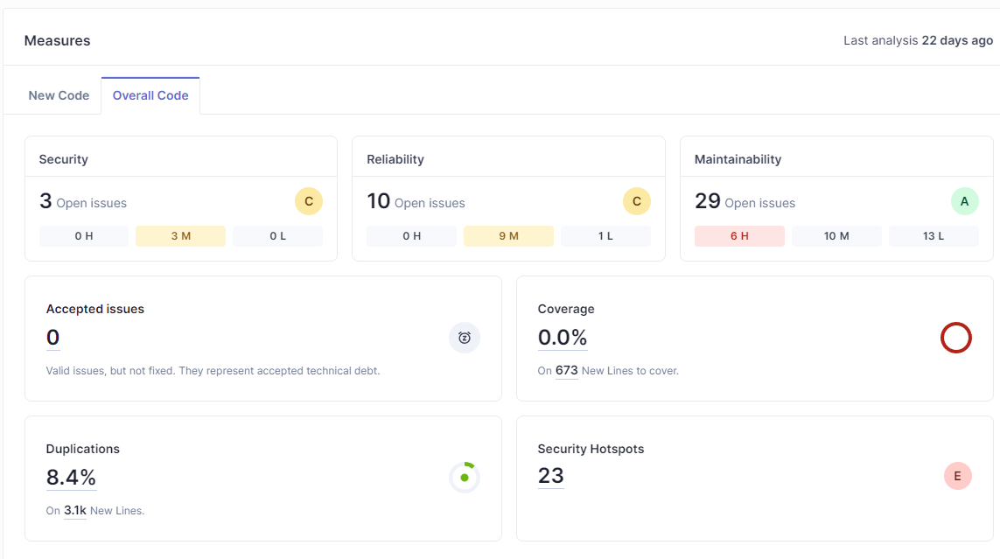 Measures
Last analysis 22 days ago
New Code
Overall Code
Security
3 Open issues
C
0 H
3 M
0 L
Reliability
10 Open issues
C
0 H
9 M
1 L
Maintainability
29 Open issues
A
6 H
10 M
13 L
Accepted issues
0
Valid issues, but not fixed. They represent accepted technical debt.
Coverage
0.0%
On 673 New Lines to cover.
Duplications
8.4%
On 3.1k New Lines.
Security Hotspots
23
E